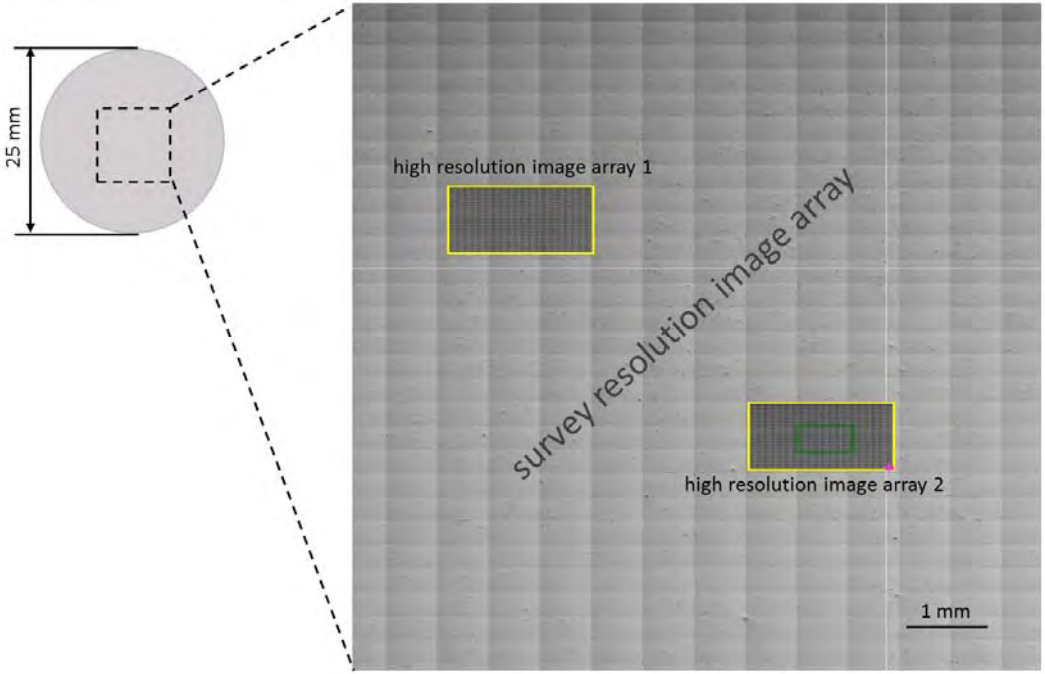 25 mm
high resolution image array 1
survey resolution image array
high resolution image array 2
1 mm